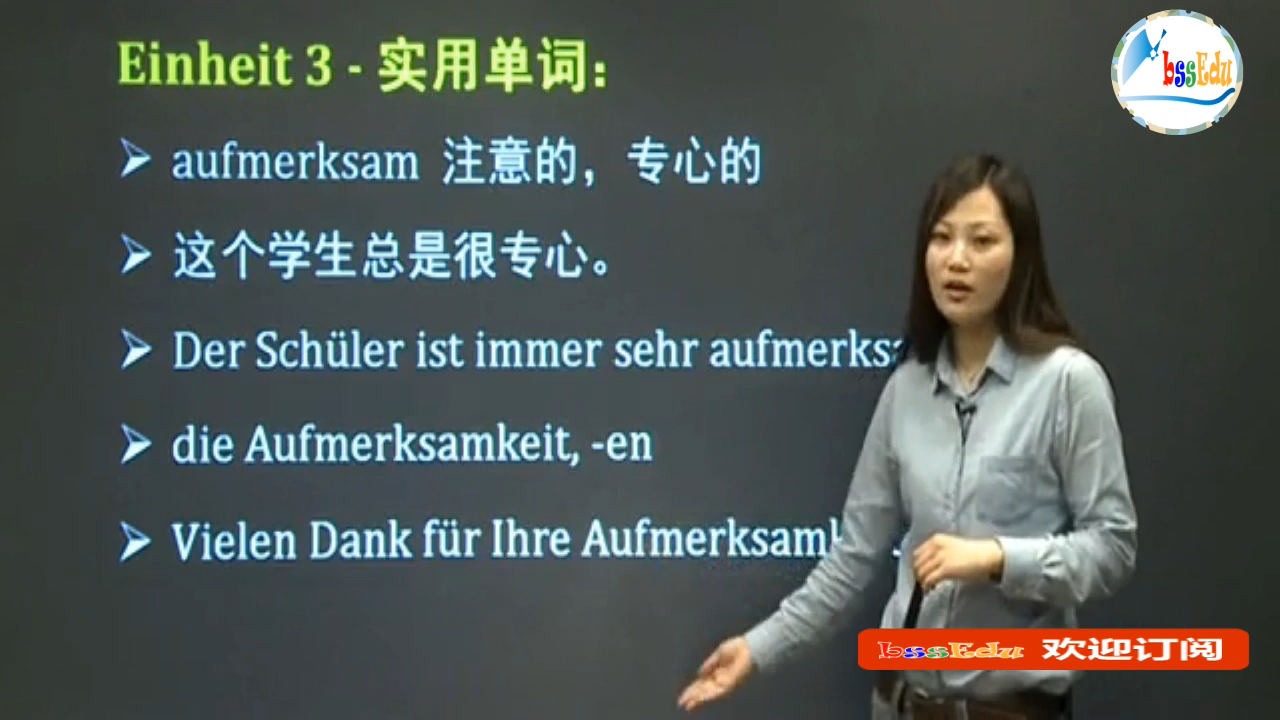 Einheit 3 - 实用单词：
aufmerksam 注意的，专心的
这个学生总是很专心。
Der Schüler ist immer sehr
die Aufmerksamkeit, -en
Vielen Dank für Ihre
bssEdu
bssEdu 欢迎订阅